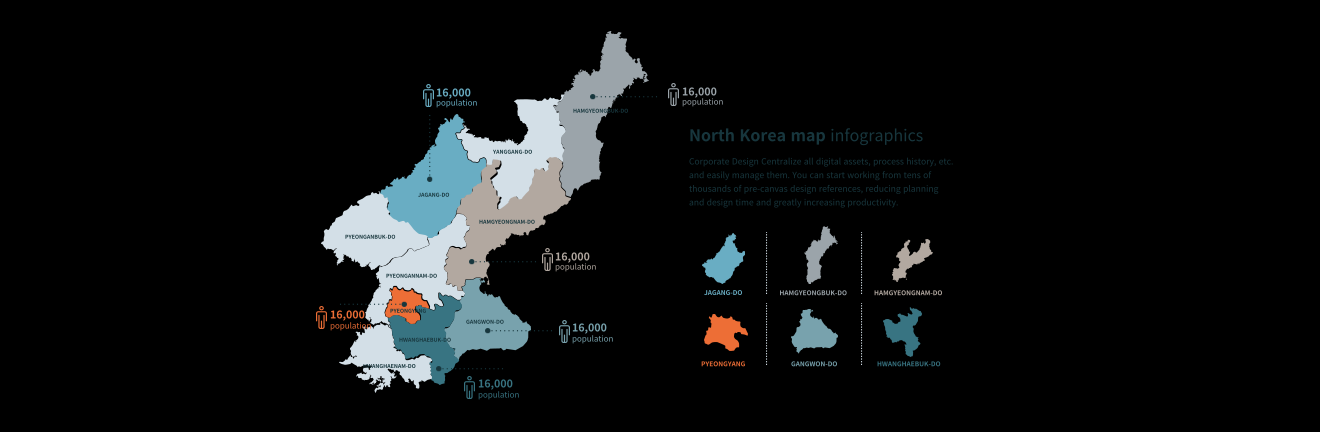 16,000
population
16,000
population
HAMGYEONGBUK-DO
YANGGANG-DO
JAGANG-DO
HAMGYEONGNAM-DO
PYEONGANBUK-DO
16,000
population
PYEONGANNAM-DO
16,000
population
PYEONGYANG
GANGWON-DO
16,000
population
HWANGHAEBUK-DO
HWANGHAENAM-DO
16,000
population
North Korea map infographics
Corporate Design Centralize all digital assets, process history, etc.
and easily manage them. You can start working from tens of
thousands of pre-canvas design references, reducing planning
and design time and greatly increasing productivity.
JAGANG-DO
HAMGYEONGBUK-DO
HAMGYEONGNAM-DO
PYEONGYANG
GANGWON-DO
HWANGHAEBUK-DO